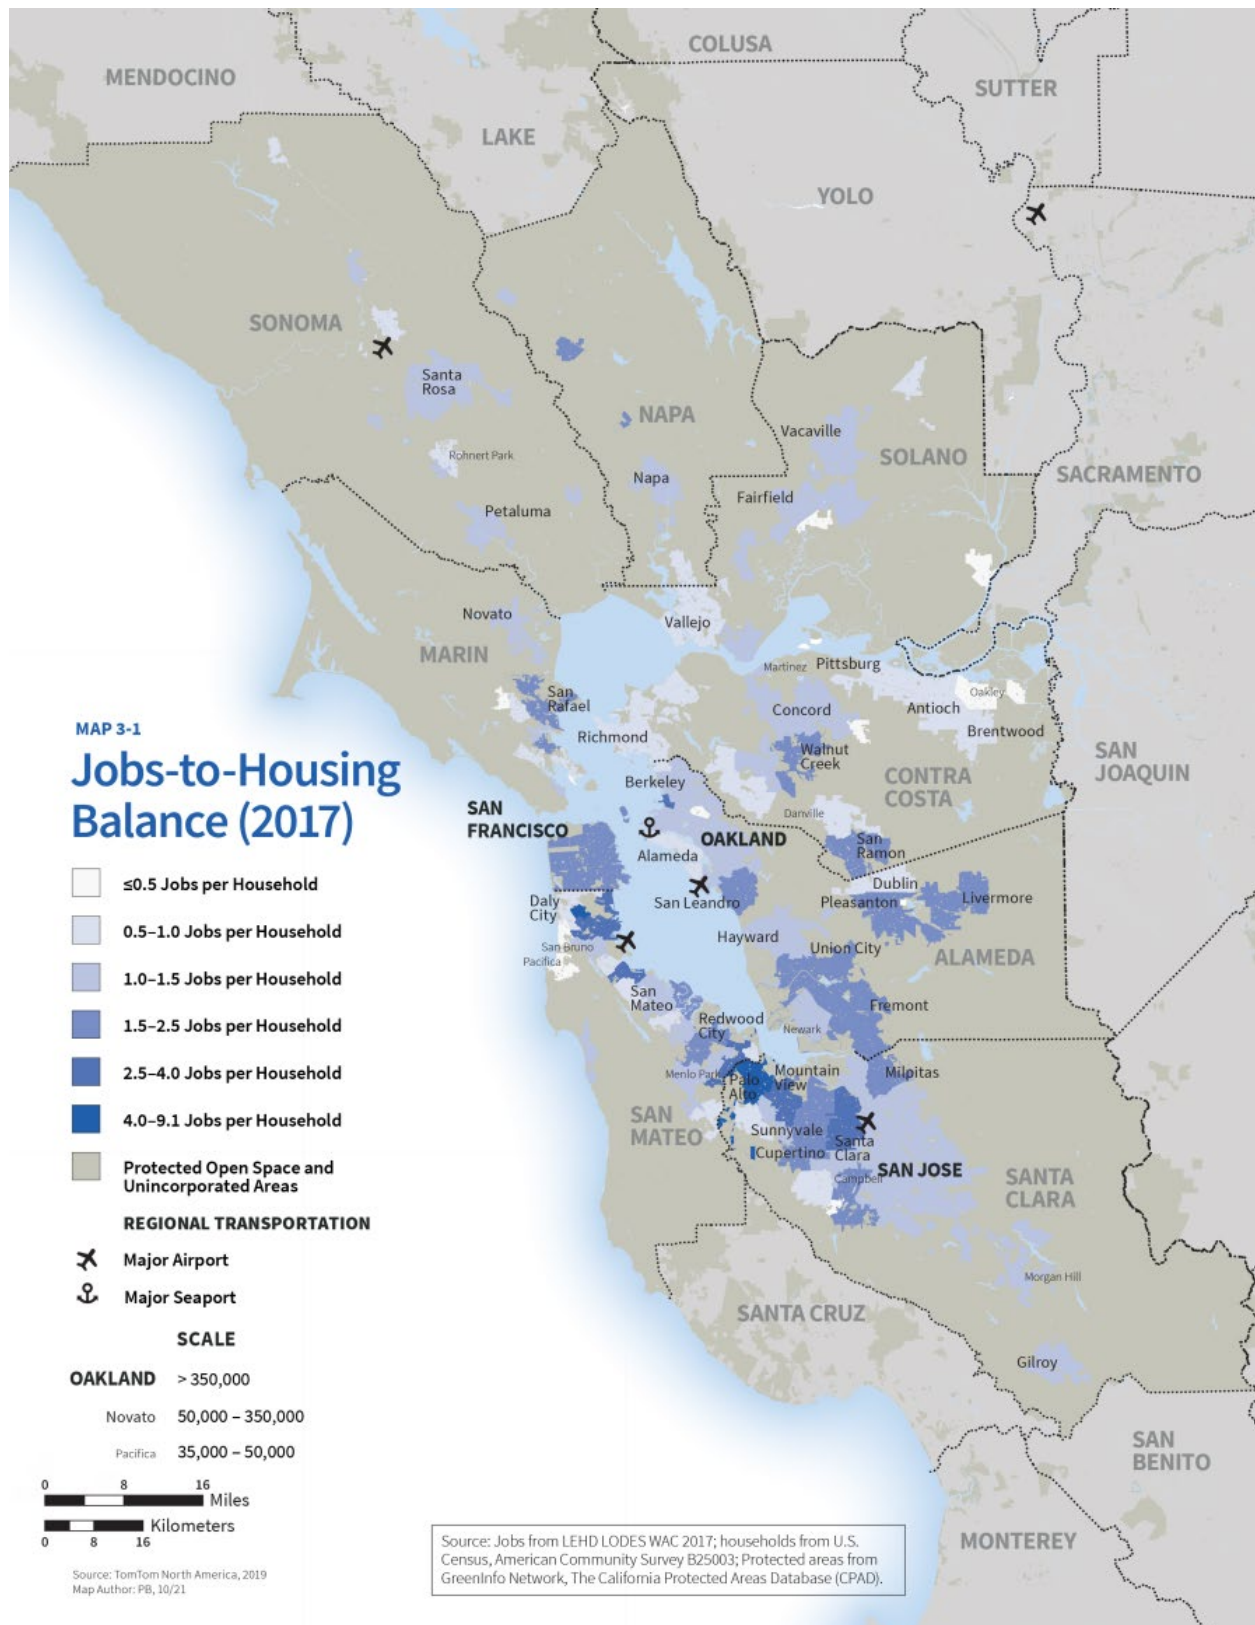 COLUSA
MENDOCINO
SUTTER
LAKE
YOLO
SONOMA
Santa
Rosa
NAPA
Vacaville
SOLANO
Rohnert Park
SACRAMENTO
Napa
Fairfield
Petaluma
Novato
Vallejo
MARIN
Martinez
Pittsburg
San
Rafael
Oakley
Concord
Antioch
Richmond
Brentwood
Walnut
Creek
SAN
JOAQUIN
CONTRA
COSTA
Berkeley
Danville
SAN
FRANCISCO
OAKLAND
San
Ramon
Alameda
Dublin
Daly
City
San Leandro
Pleasanton
Livermore
Hayward
San Bruno
Union City
Pacifica
ALAMEDA
San
Mateo
Fremont
Redwood
City
Newark
Menlo Park
Palo
Alto
Mountain
View
Milpitas
SAN
MATEO
Sunnyvale
Santa
Clara
Cupertino
SAN JOSE
Campbell
SANTA
CLARA
Morgan Hill
SANTA CRUZ
Gilroy
SAN
BENITO
MONTEREY
MAP 3-1
Jobs-to-Housing
Balance (2017)
≤0.5 Jobs per Household
0.5–1.0 Jobs per Household
1.0–1.5 Jobs per Household
1.5–2.5 Jobs per Household
2.5–4.0 Jobs per Household
4.0–9.1 Jobs per Household
Protected Open Space and
Unincorporated Areas
REGIONAL TRANSPORTATION
Major Airport
Major Seaport
SCALE
OAKLAND > 350,000
Novato 50,000 – 350,000
Pacifica 35,000 – 50,000
0 8 16
Miles
Kilometers
0 8 16
Source: TomTom North America, 2019
Map Author: PB, 10/21
Source: Jobs from LEHD LODES WAC 2017; households from U.S.
Census, American Community Survey B25003; Protected areas from
GreenInfo Network, The California Protected Areas Database (CPAD).